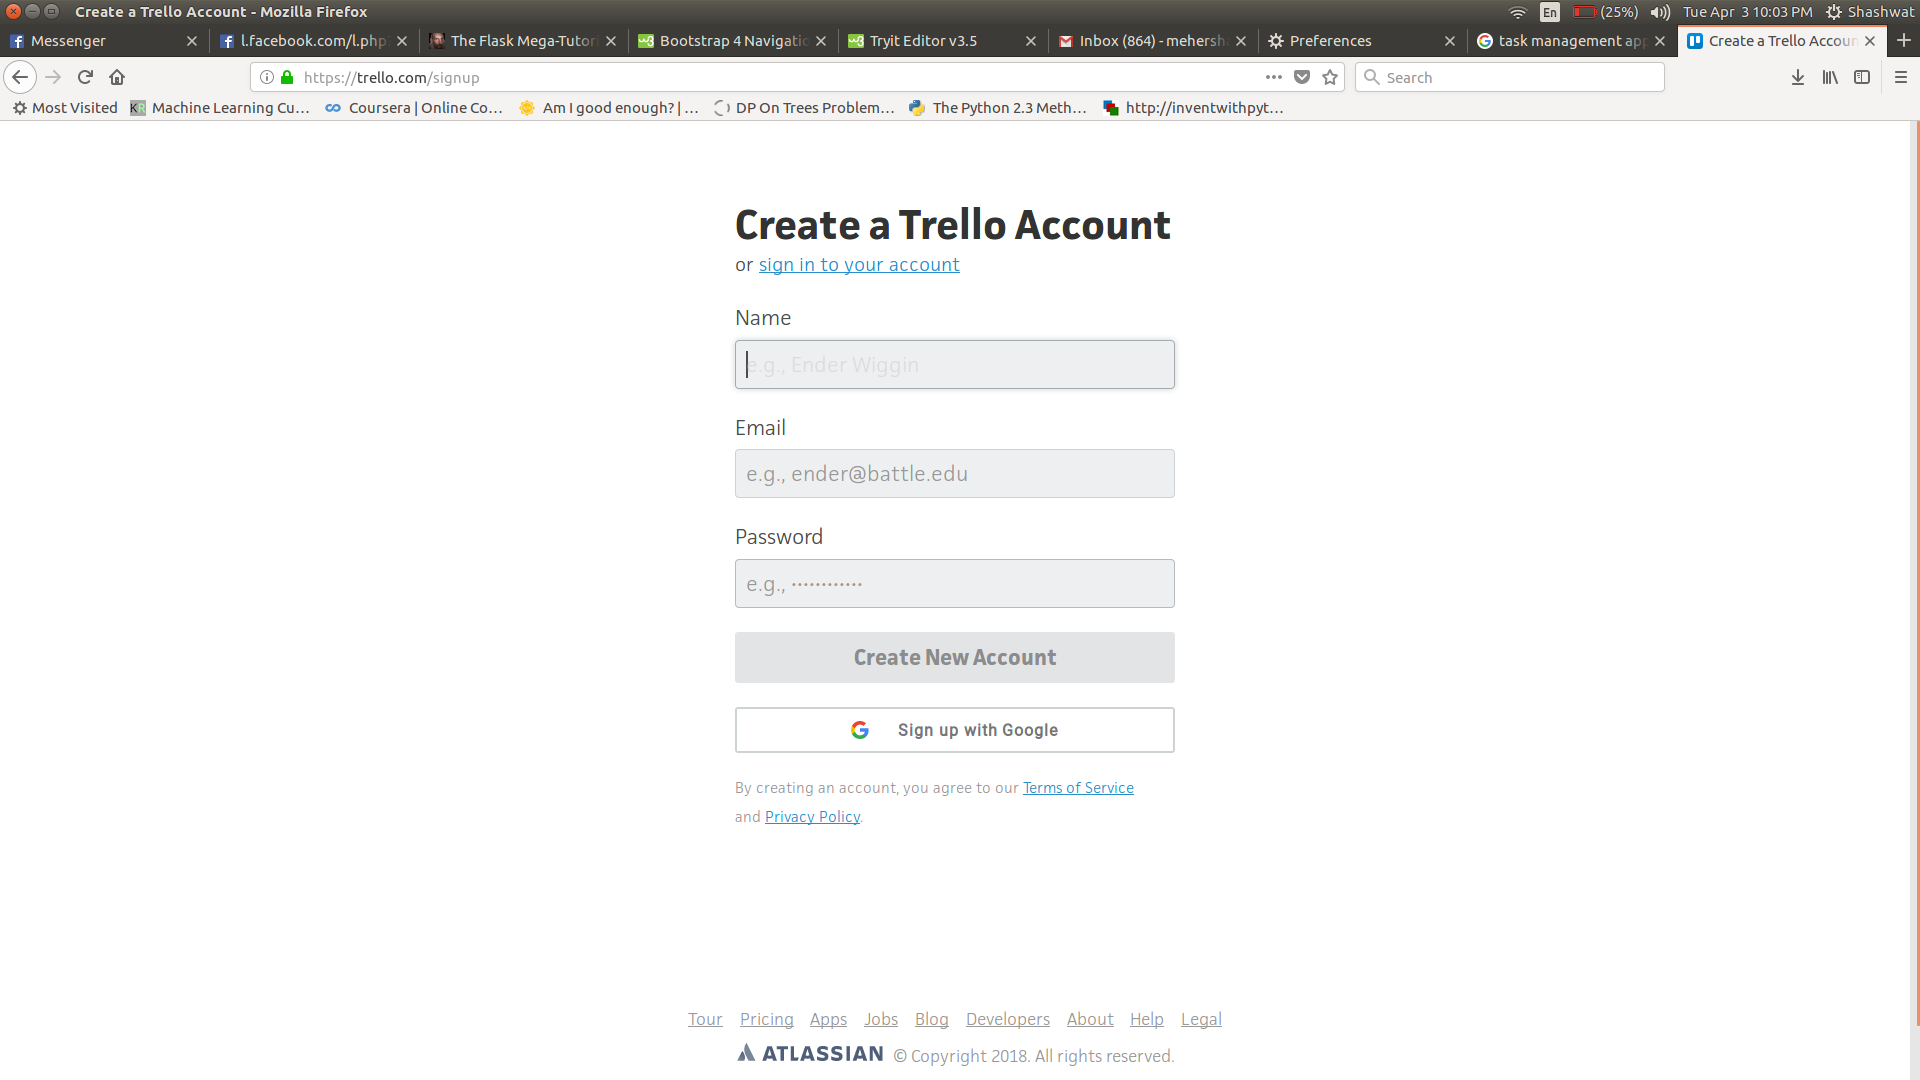 Create a Trello Account - Mozilla Firefox
En
(25%)
Tue Apr 3 10:03 PM
Shashwat
Messenger
l.facebook.com/l.php
The Flask Mega-Tutori
Bootstrap 4 Navigatio
Tryit Editor v3.5
Inbox (864) - mehersh
Preferences
task management app
Create a Trello Accoun
https://trello.com/signup
Search
Most Visited
KR
Machine Learning Cu...
Coursera | Online Co...
Am I good enough? | ...
DP On Trees Problem...
The Python 2.3 Meth...
http://inventwithpyt...
Create a Trello Account
or sign in to your account
Name
e.g., Ender Wiggin
Email
e.g., ender@battle.edu
Password
e.g., ············
Create New Account
Sign up with Google
By creating an account, you agree to our Terms of Service
and Privacy Policy.
Tour Pricing Apps Jobs Blog Developers About Help Legal
ATLASSIAN © Copyright 2018. All rights reserved.